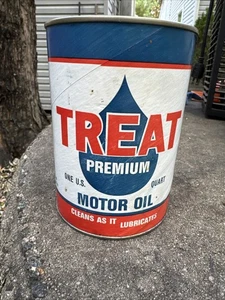 TREAT
PREMIUM
ONE U.S. QUART
MOTOR OIL
CLEANS AS IT LUBRICATES